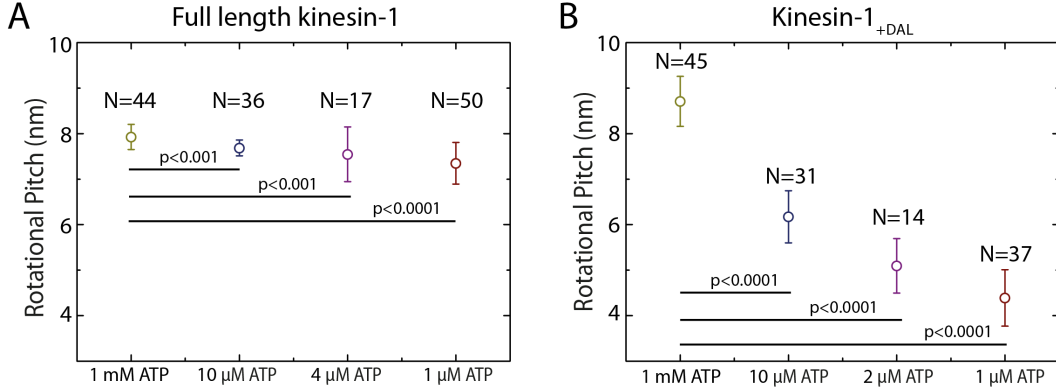 A
Full length kinesin-1
Rotational Pitch (nm)
10
8
6
4
N=44
N=36
N=17
N=50
p<0.001
p<0.001
p<0.0001
1 mM ATP
10 μM ATP
4 μM ATP
1 μM ATP
B
Kinesin-1+DAL
Rotational Pitch (nm)
10
8
6
4
N=45
N=31
N=14
N=37
p<0.0001
p<0.0001
p<0.0001
1 mM ATP
10 μM ATP
2 μM ATP
1 μM ATP